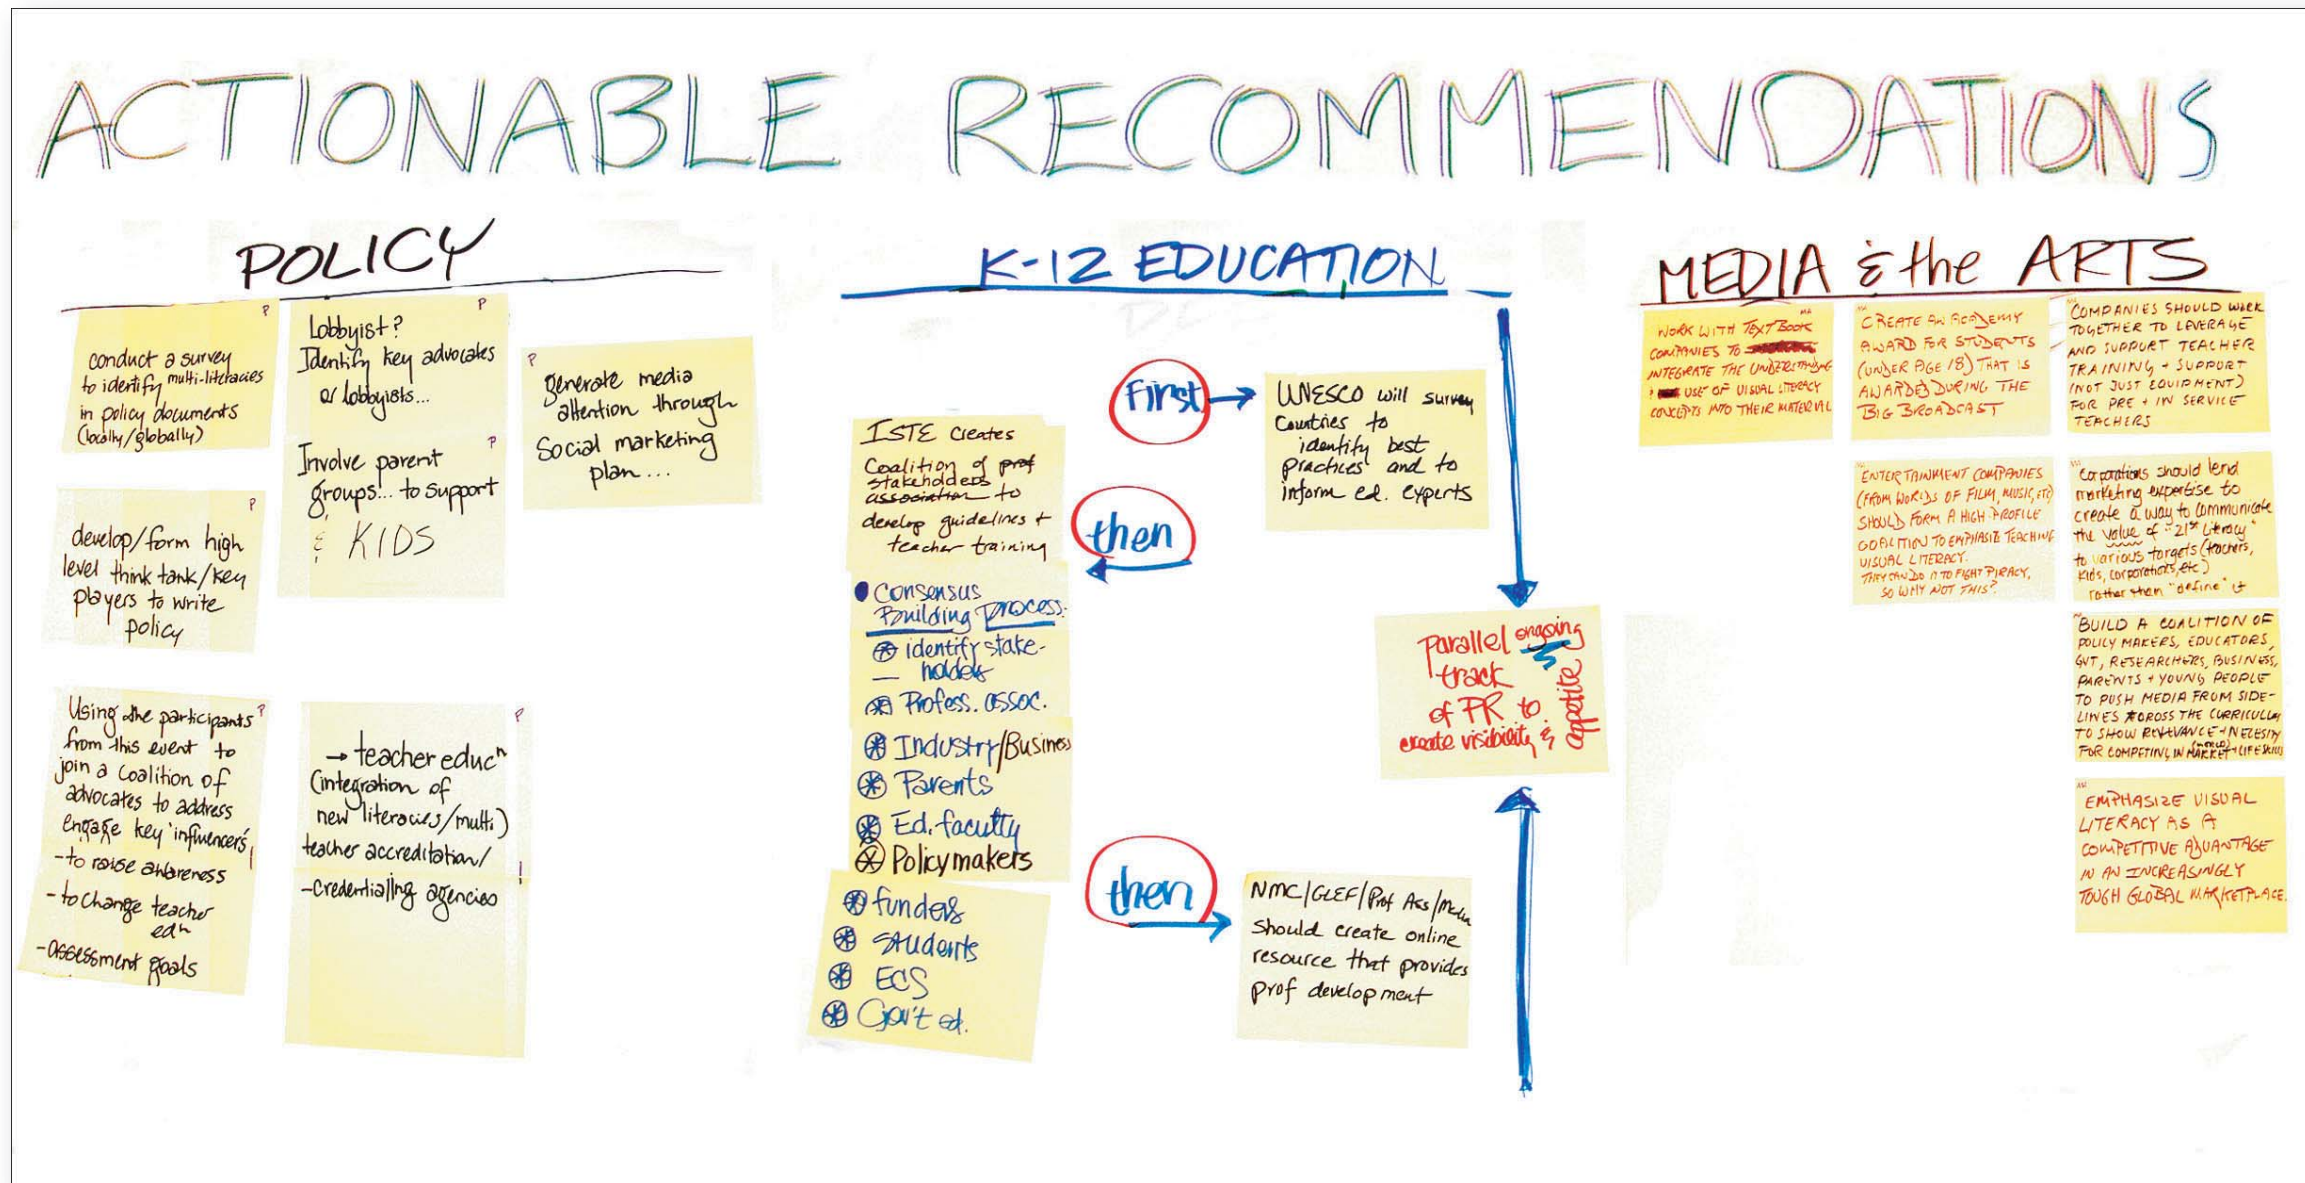 ACTIONABLE RECOMMENDATIONS
POLICY
P
conduct a survey
to identify multi-literacies
in policy documents
(locally/globally)
P
Lobbyist?
Identify key advocates
or lobbyists...
P
Involve parent
groups... to support
& KIDS
P
generate media
attention through
Social marketing
plan...
P
develop/form high
level think tank/key
players to write
policy
P
Using the participants
from this event to
join a coalition of
advocates to address
engage key 'influencers'
- to raise awareness
- to change teacher
edn
- assessment goals
P
→ teacher educn
(integration of
new literacies/multi)
teacher accreditation/
- credentialing agencies
K-12 EDUCATION
First →
UNESCO will survey
Countries to
identify best
practices and to
inform ed. experts
then
ISTE creates
Coalition of prof
stakeholders
association to
develop guidelines +
teacher training
Consensus
Building process:
identify stake-
holders
Profess. assoc.
Industry/Business
Parents
Ed. faculty
Policymakers
funders
Students
ECS
Gov't ed.
then
NMC/GLEF/Prof Ass/Media
should create online
resource that provides
prof development
parallel ongoing
track
of PR to
create visibility &
appetite
MEDIA & the ARTS
WORK WITH TEXTBOOK
COMPANIES TO
INTEGRATE THE UNDERSTANDING
USE OF VISUAL LITERACY
CONCEPTS INTO THEIR MATERIAL
CREATE AN ACADEMY
AWARD FOR STUDENTS
(UNDER AGE 18) THAT IS
AWARDED DURING THE
BIG BROADCAST
COMPANIES SHOULD WORK
TOGETHER TO LEVERAGE
AND SUPPORT TEACHER
TRAINING + SUPPORT
(NOT JUST EQUIPMENT)
FOR PRE + IN SERVICE
TEACHERS
ENTERTAINMENT COMPANIES
(FROM WORLDS OF FILM, MUSIC, ETC)
SHOULD FORM A HIGH PROFILE
COALITION TO EMPHASIZE TEACHING
VISUAL LITERACY.
THEY CAN DO IT TO FIGHT PIRACY,
SO WHY NOT THIS?
Corporations should lend
marketing expertise to
create a way to communicate
the value of "21st Literacy"
to various targets (teachers,
kids, corporations, etc)
rather than "define" it
BUILD A COALITION OF
POLICY MAKERS, EDUCATORS,
GVT, RESEARCHERS, BUSINESS,
PARENTS + YOUNG PEOPLE
TO PUSH MEDIA FROM SIDE-
LINES ACROSS THE CURRICULUM
TO SHOW RELEVANCE + NECESITY
FOR COMPETING IN (WORLD) MARKET + LIFE SKILLS
EMPHASIZE VISUAL
LITERACY AS A
COMPETITIVE ADVANTAGE
IN AN INCREASINGLY
TOUGH GLOBAL MARKETPLACE.